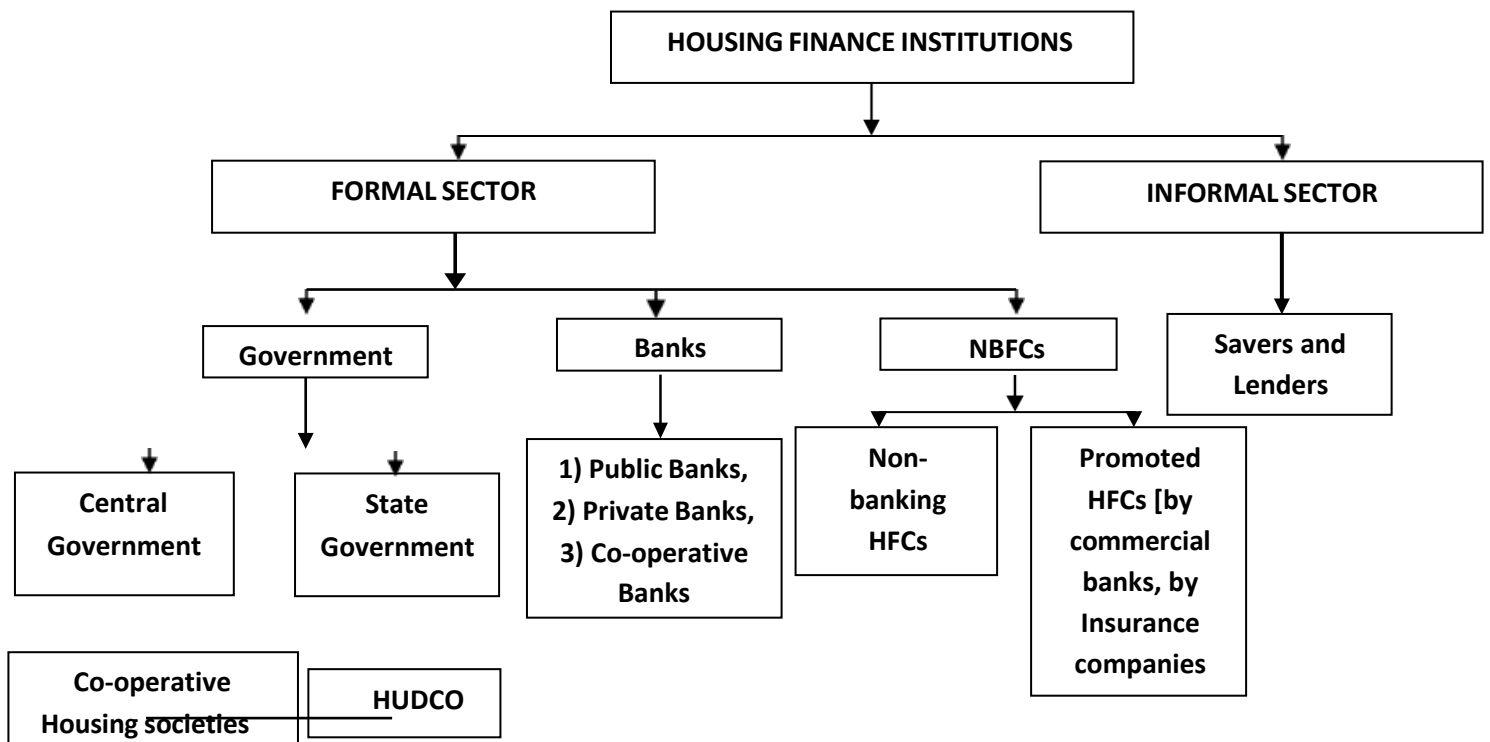 HOUSING FINANCE INSTITUTIONS
FORMAL SECTOR
INFORMAL SECTOR
Government
Banks
NBFCs
Savers and
Lenders
Central
Government
State
Government
1) Public Banks,
2) Private Banks,
3) Co-operative
Banks
Non-
banking
HFCs
Promoted
HFCs [by
commercial
banks, by
Insurance
companies
Co-operative
Housing societies
HUDCO